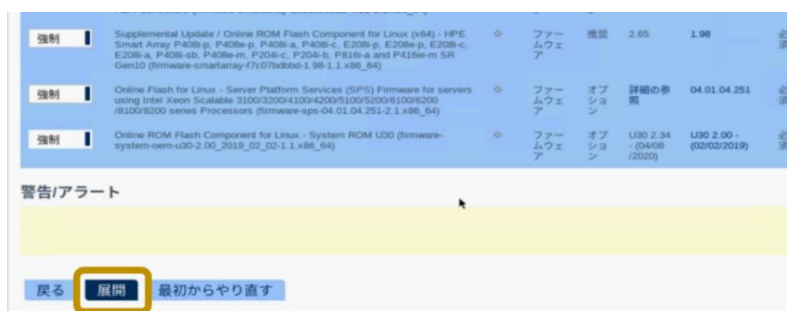 強制
Supplemental Update / Online ROM Flash Component for Linux (x64) - HPE
Smart Array P408i-p, P408e-p, P408i-a, P408i-c, E208i-p, E208e-p, E208i-c,
E208i-a, P408i-sb, P408e-m, P204i-c, P204i-b, P816i-a and P416ie-m SR
Gen10 (firmware-smartarray-f7c07bdbbd-1.98-1.1.x86_64)
ファー
ムウェ
ア
推奨
2.65
1.98
必
須
強制
Online Flash for Linux - Server Platform Services (SPS) Firmware for servers
using Intel Xeon Scalable 3100/3200/4100/4200/5100/5200/6100/6200
/8100/8200 series Processors (firmware-sps-04.01.04.251-2.1.x86_64)
ファー
ムウェ
ア
オプ
ショ
ン
詳細の参
照
04.01.04.251
必
須
強制
Online ROM Flash Component for Linux - System ROM U30 (firmware-
system-oem-u30-2.00_2019_02_02-1.1.x86_64)
ファー
ムウェ
ア
オプ
ショ
ン
U30 2.34
- (04/08
/2020)
U30 2.00 -
(02/02/2019)
必
須
警告/アラート
戻る
展開
最初からやり直す